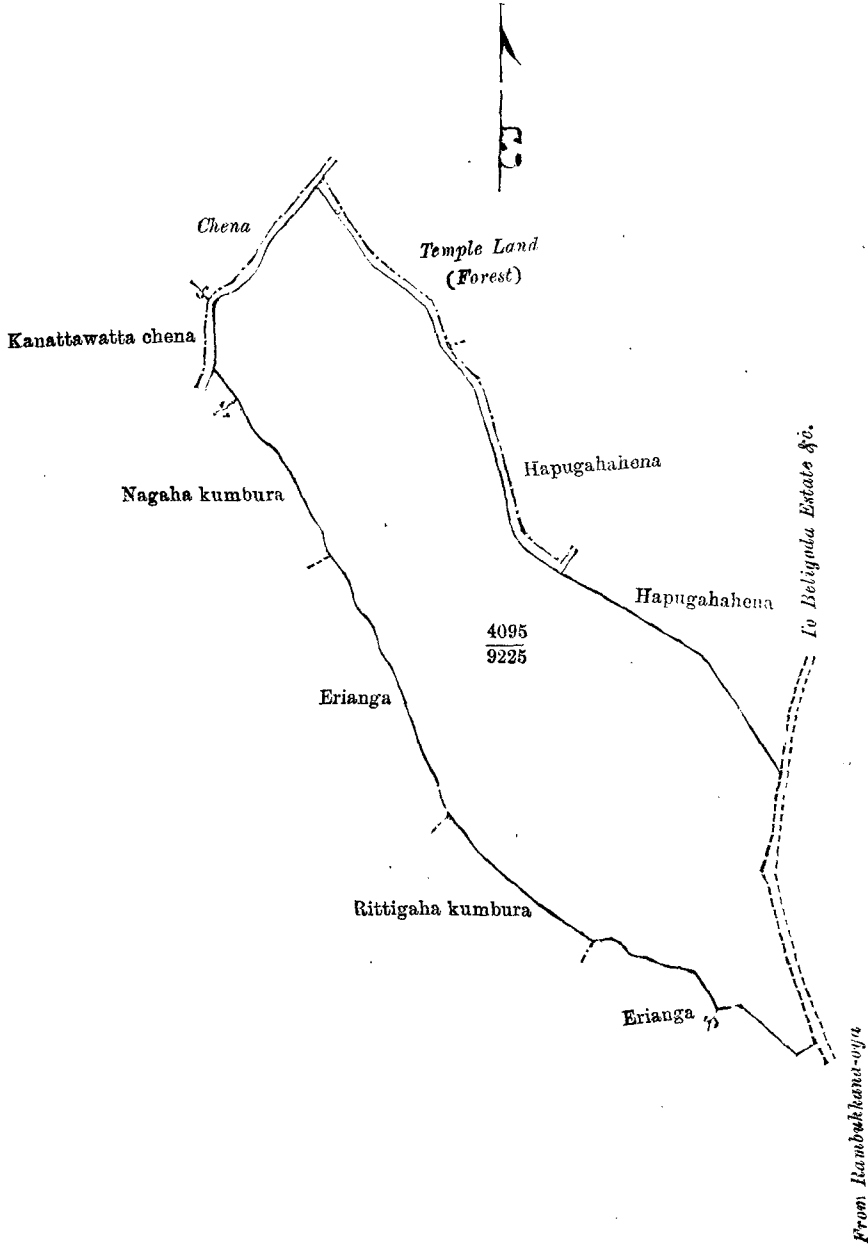 Chena
Temple Land
(Forest)
Kanattawatta chena
Hapugahahena
Nagaha kumbura
To Beligoda Estate &c.
Hapugahahena
4095
9225
Erianga
Rittigaha kumbura
Erianga
From Rambukkana-oya